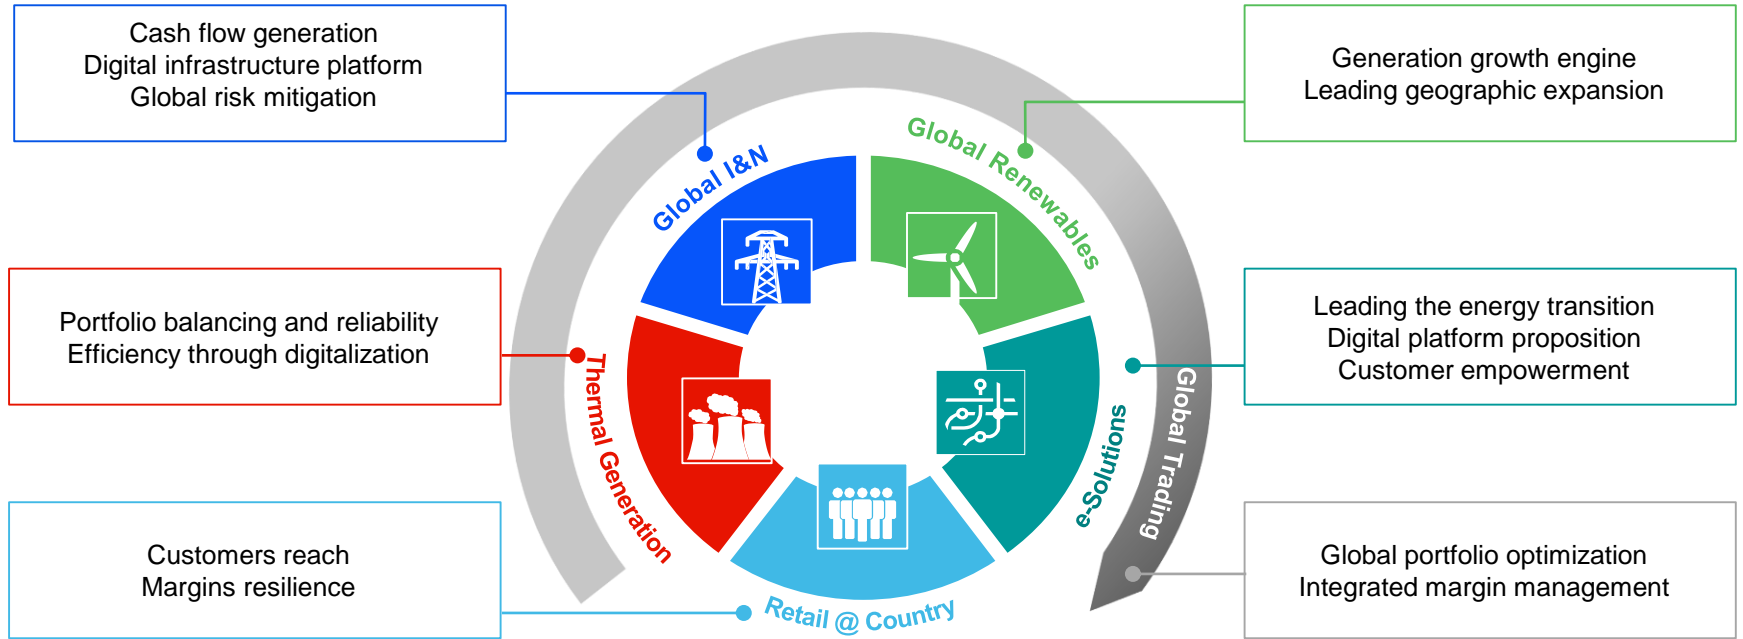 Cash flow generation
Digital infrastructure platform
Global risk mitigation
Generation growth engine
Leading geographic expansion
Global I&N
Global Renewables
Portfolio balancing and reliability
Efficiency through digitalization
Thermal Generation
Leading the energy transition
Digital platform proposition
Customer empowerment
e-Solutions
Global Trading
Customers reach
Margins resilience
Retail @ Country
Global portfolio optimization
Integrated margin management